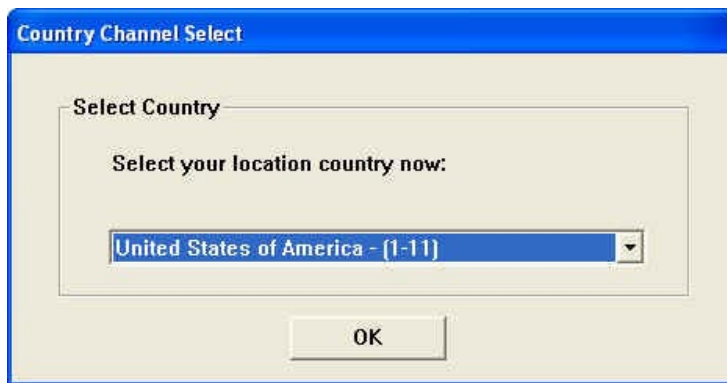 Country Channel Select
Select Country
Select your location country now:
United States of America - (1-11)
OK